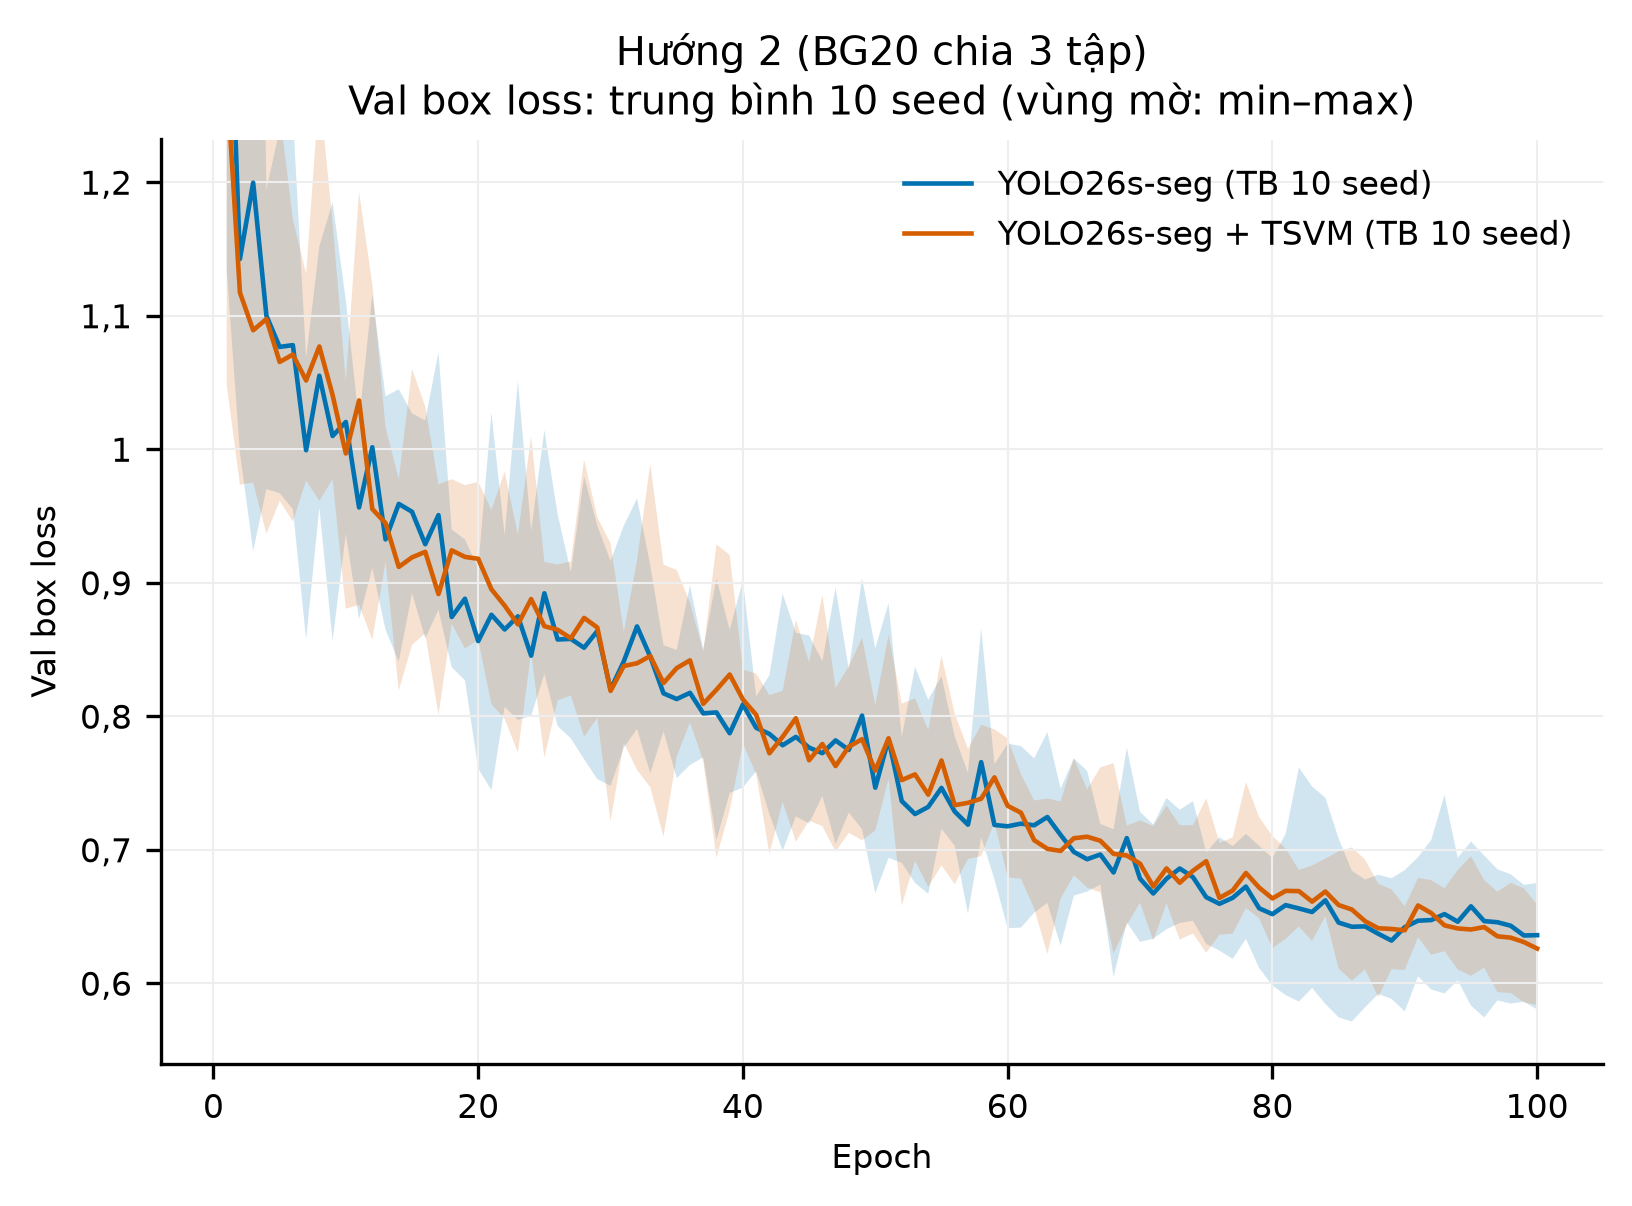 Hướng 2 (BG20 chia 3 tập)
Val box loss: trung bình 10 seed (vùng mờ: min–max)
YOLO26s-seg (TB 10 seed)
YOLO26s-seg + TSVM (TB 10 seed)
Val box loss
1,2
1,1
1
0,9
0,8
0,7
0,6
0 20 40 60 80 100
Epoch